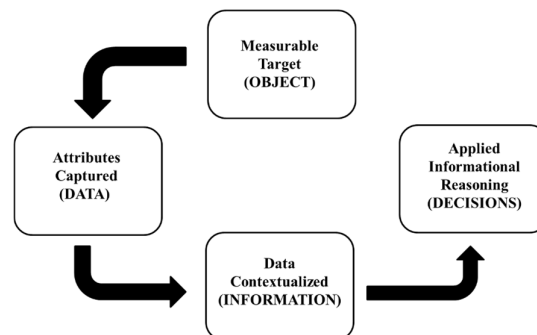 Measurable
Target
(OBJECT)
Attributes
Captured
(DATA)
Data
Contextualized
(INFORMATION)
Applied
Informational
Reasoning
(DECISIONS)